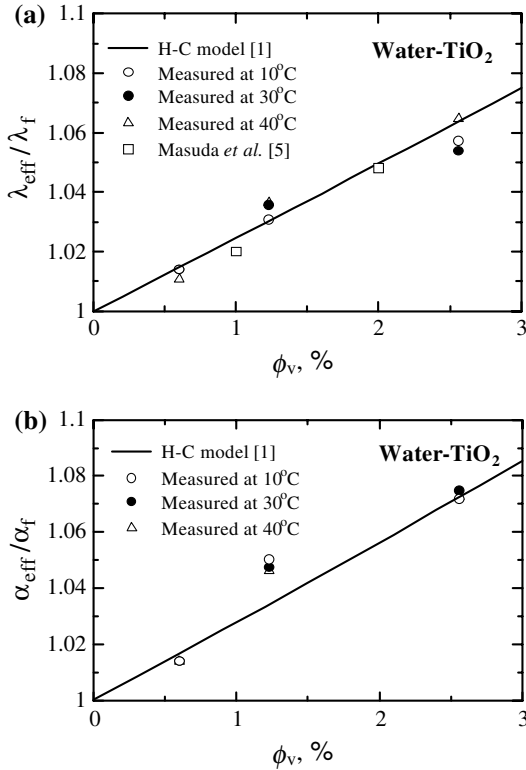 (a)
1.1
1.08
1.06
1.04
1.02
1
λeff/λf
H-C model [1]
Measured at 10°C
Measured at 30°C
Measured at 40°C
Masuda et al. [5]
Water-TiO₂
0 1 2 3
ϕv, %
(b)
1.1
1.08
1.06
1.04
1.02
1
αeff/αf
H-C model [1]
Measured at 10°C
Measured at 30°C
Measured at 40°C
Water-TiO₂
0 1 2 3
ϕv, %